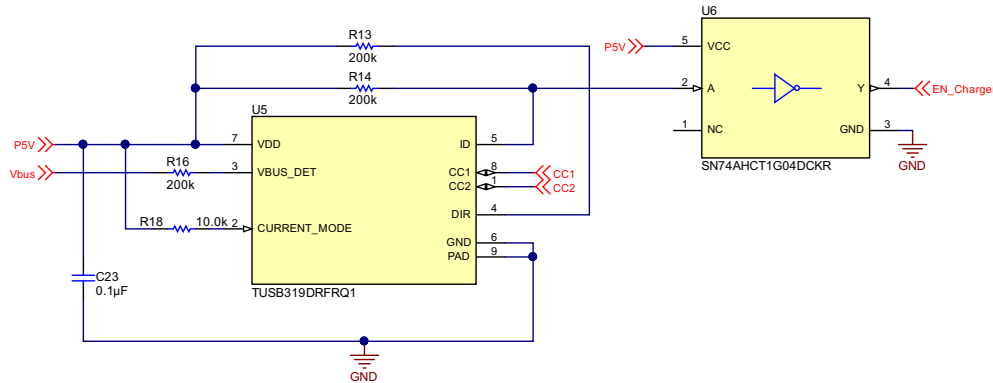 U6
R13
200k
P5V
5
VCC
R14
200k
2
A
Y
4
EN_Charge
U5
1
NC
GND
3
P5V
7
VDD
ID
5
SN74AHCT1G04DCKR
GND
R16
200k
Vbus
3
VBUS_DET
CC1
8
CC1
CC2
1
CC2
R18
10.0k
2
CURRENT_MODE
DIR
4
GND
6
PAD
9
C23
0.1µF
TUSB319DRFRQ1
GND